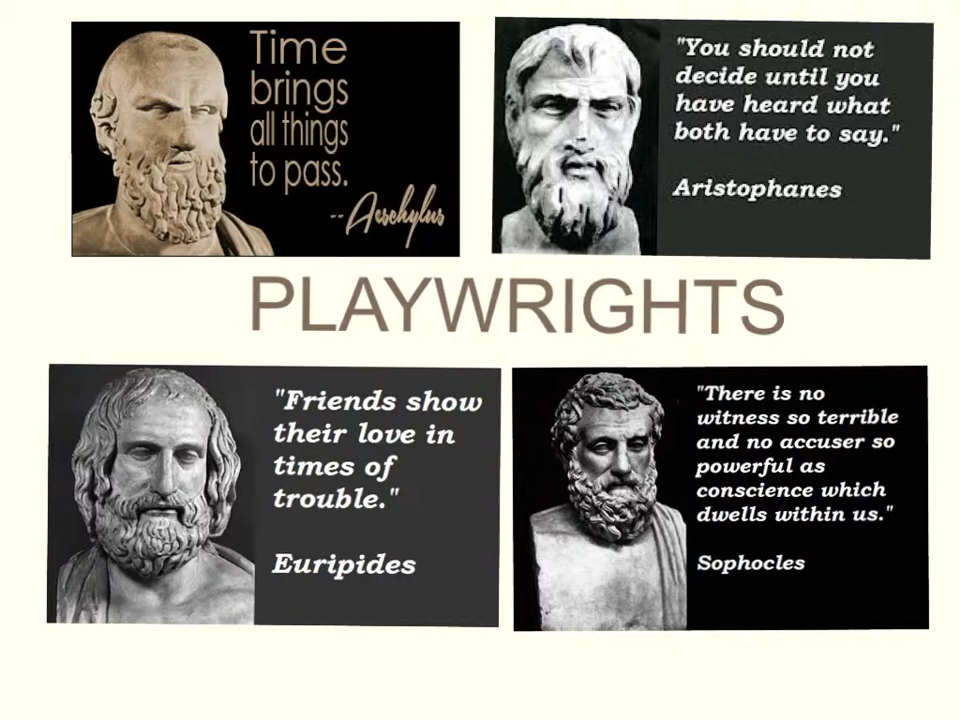 Time
brings
all things
to pass.
--Aeschylus
"You should not
decide until you
have heard what
both have to say."
Aristophanes
PLAYWRIGHTS
"Friends show
their love in
times of
trouble."
Euripides
"There is no
witness so terrible
and no accuser so
powerful as
conscience which
dwells within us."
Sophocles